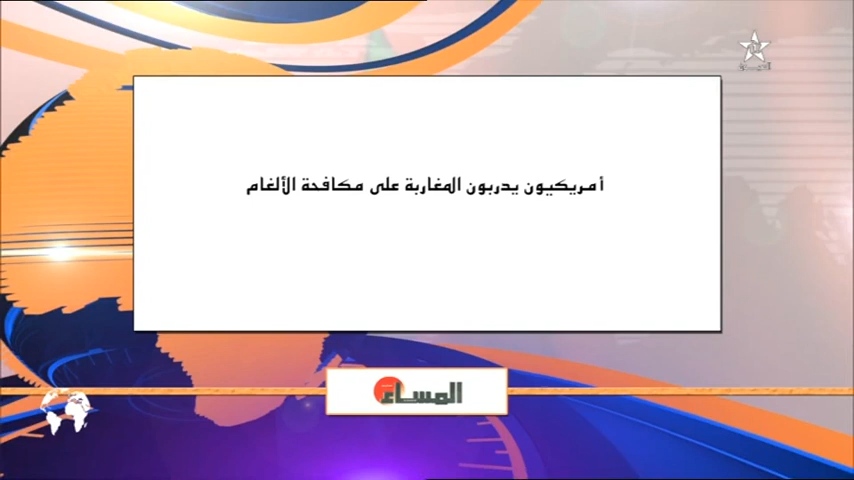 أمريكيون يدربون المغاربة على مكافحة الألغام
المساء